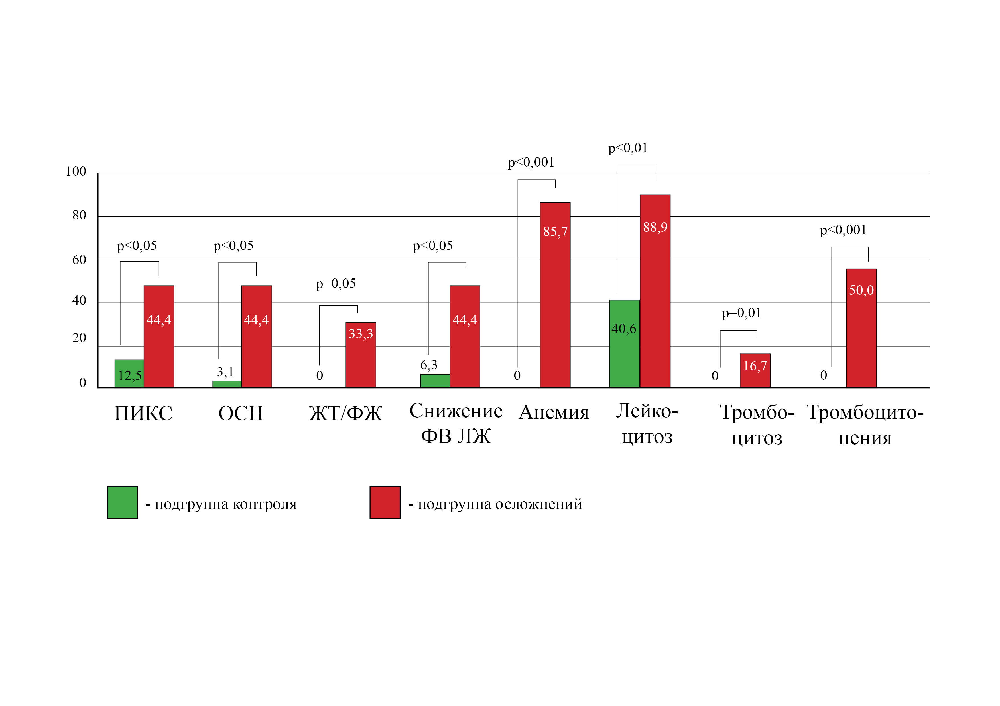 p<0,01
p<0,001
100
80
p<0,001
p<0,05
p<0,05
p<0,05
60
p=0,05
40
p=0,01
20
0
12,5
44,4
3,1
44,4
0
33,3
6,3
44,4
0
85,7
40,6
88,9
0
16,7
0
50,0
ПИКС
ОСН
ЖТ/ФЖ
Снижение
ФВ ЛЖ
Анемия
Лейко-
цитоз
Тромбо-
цитоз
Тромбоцито-
пения
- подгруппа контроля
- подгруппа осложнений